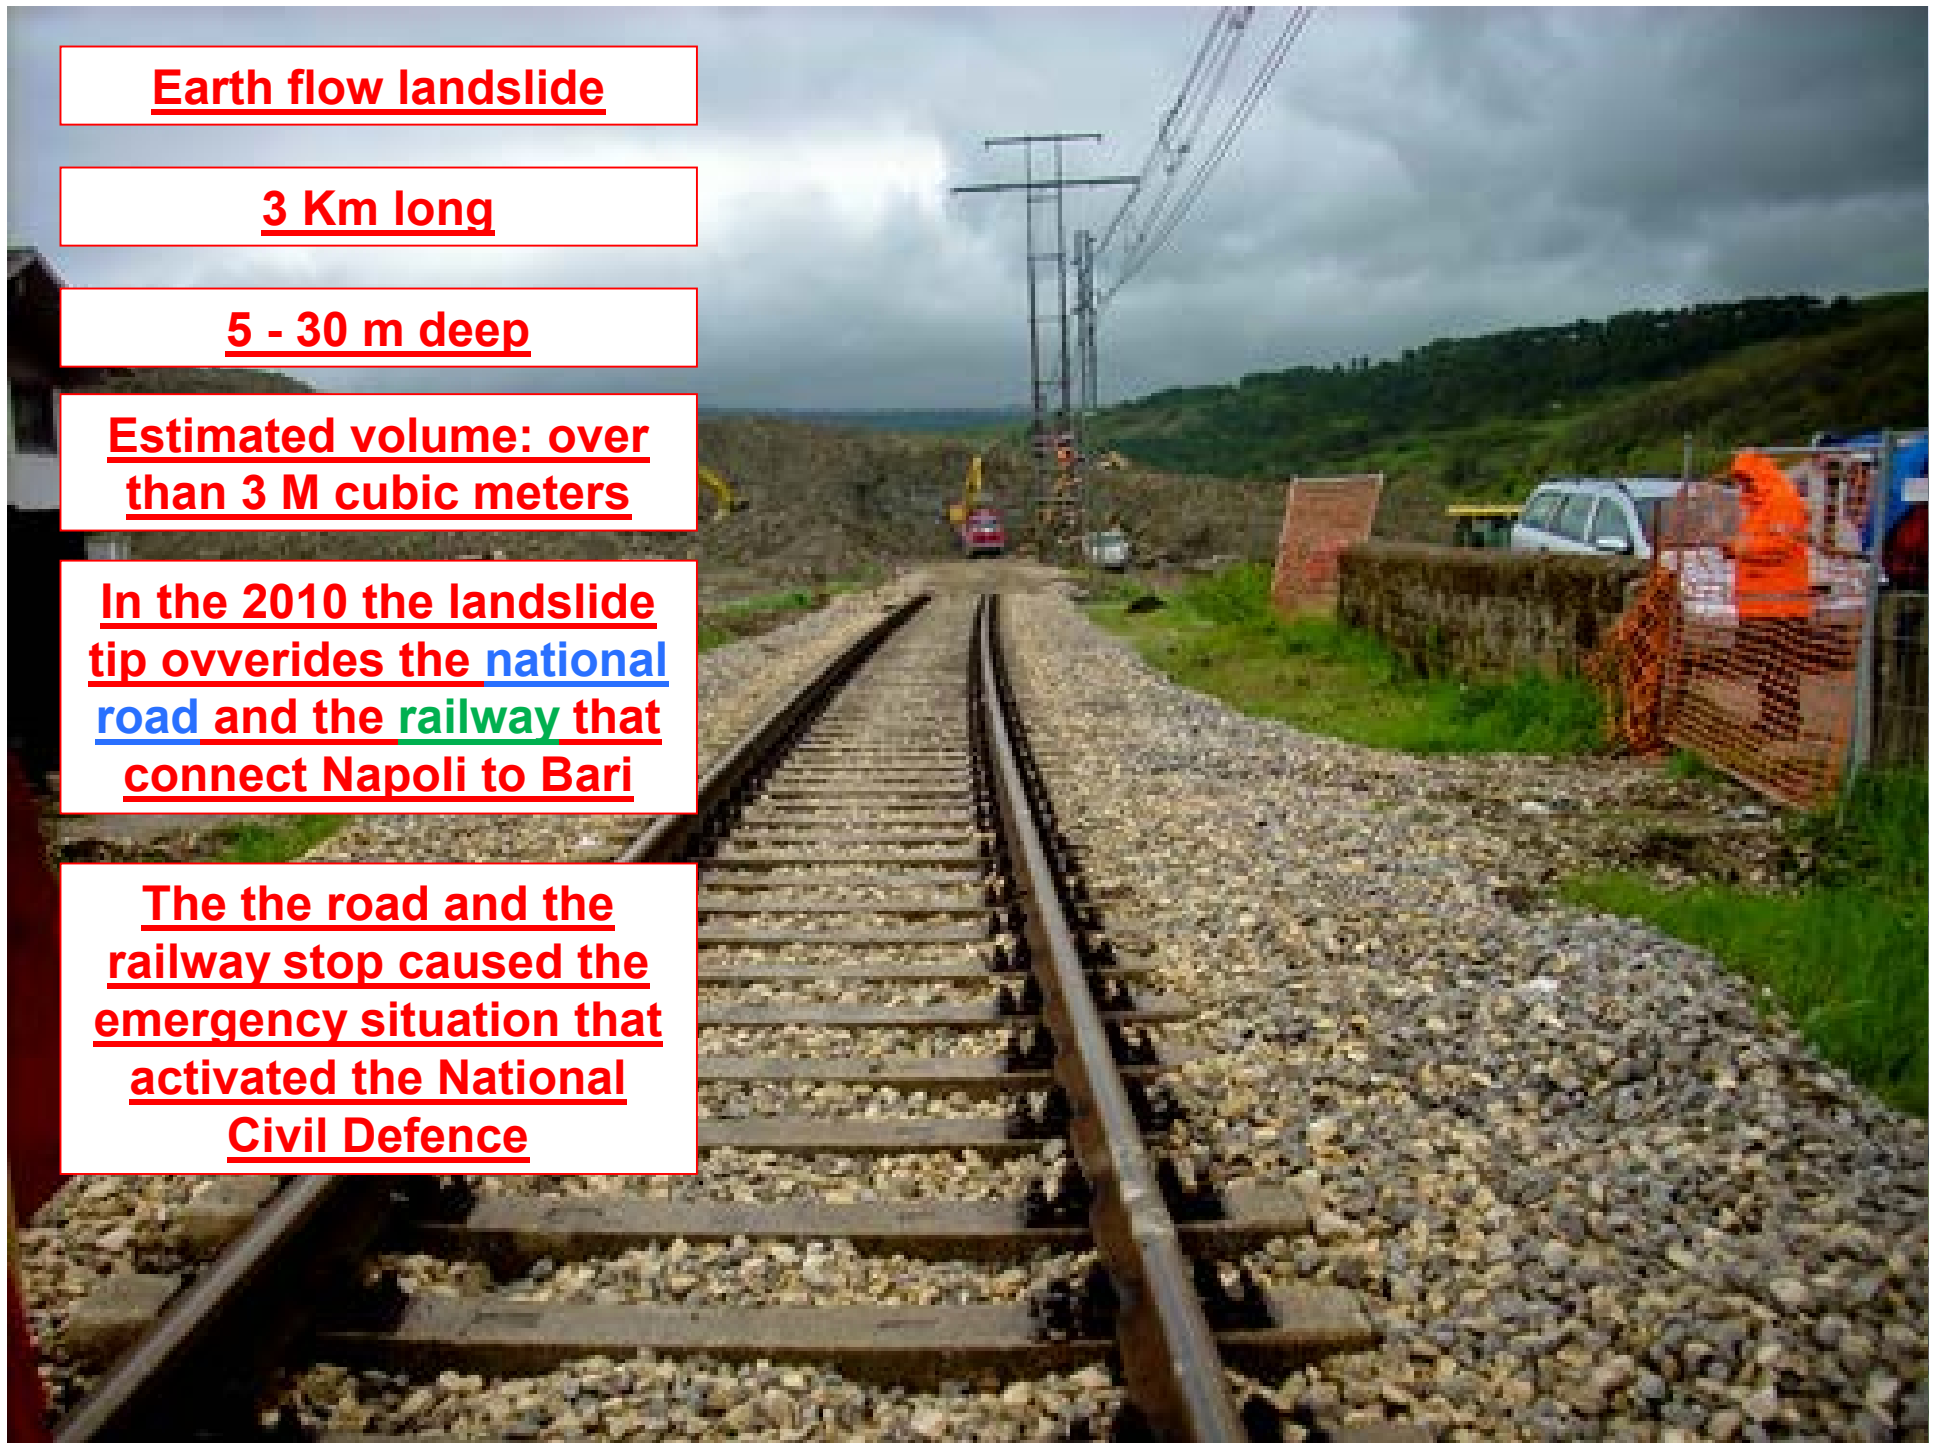 Earth flow landslide
3 Km long
5 - 30 m deep
Estimated volume: over
than 3 M cubic meters
In the 2010 the landslide
tip ovverides the national
road and the railway that
connect Napoli to Bari
The the road and the
railway stop caused the
emergency situation that
activated the National
Civil Defence